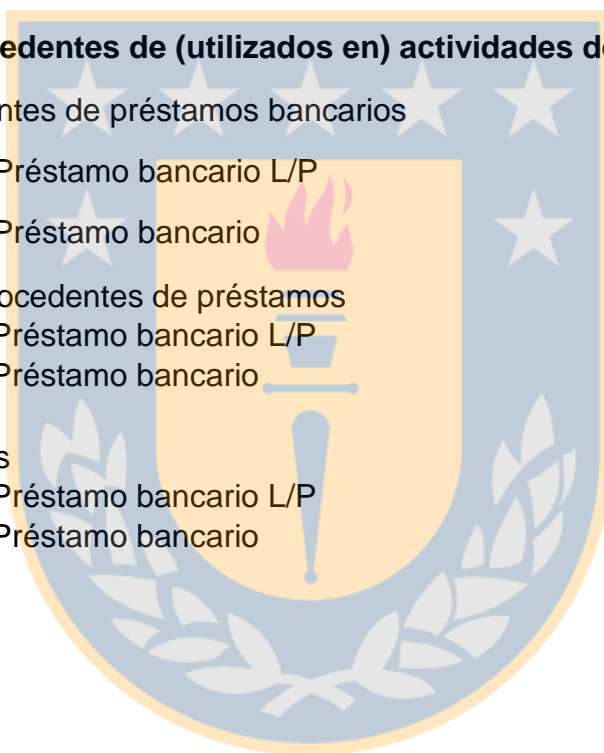 edentes de (utilizados en) actividades d
ntes de préstamos bancarios
Préstamo bancario L/P
Préstamo bancario
ocedentes de préstamos
Préstamo bancario L/P
Préstamo bancario
s
Préstamo bancario L/P
Préstamo bancario